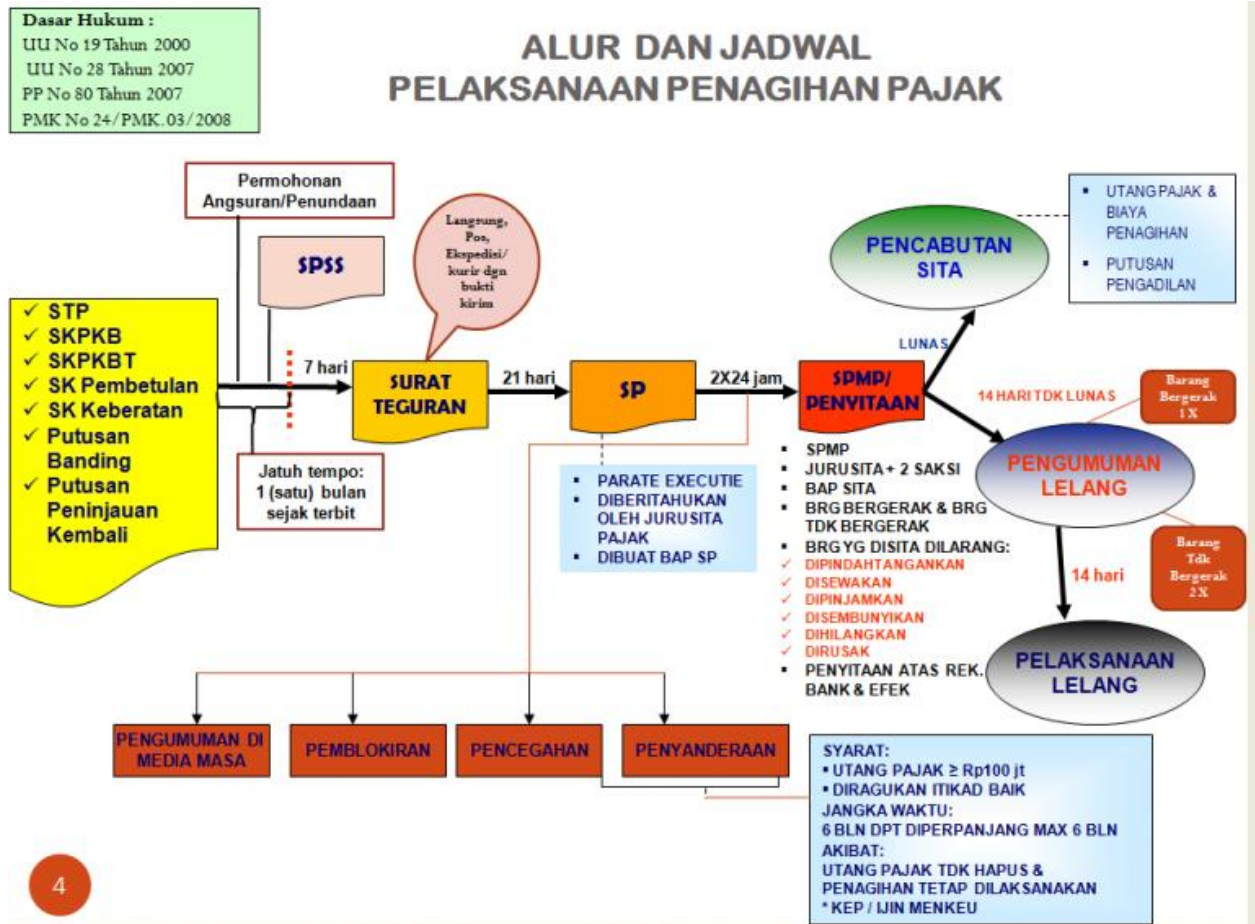 Dasar Hukum :
UU No 19 Tahun 2000
UU No 28 Tahun 2007
PP No 80 Tahun 2007
PMK No 24/PMK.03/2008
ALUR DAN JADWAL
PELAKSANAAN PENAGIHAN PAJAK
Permohonan
Angsuran/Penundaan
SPSS
Langsung,
Pos,
Ekspedisi/
kurir dgn
bukti
kirim
✓ STP
✓ SKPKB
✓ SKPKBT
✓ SK Pembetulan
✓ SK Keberatan
✓ Putusan
Banding
✓ Putusan
Peninjauan
Kembali
Jatuh tempo:
1 (satu) bulan
sejak terbit
7 hari
SURAT
TEGURAN
21 hari
SP
▪ PARATE EXECUTIE
▪ DIBERITAHUKAN
OLEH JURUSITA
PAJAK
▪ DIBUAT BAP SP
2X24 jam
SPMP/
PENYITAAN
▪ SPMP
▪ JURUSITA + 2 SAKSI
▪ BAP SITA
▪ BRG BERGERAK & BRG
TDK BERGERAK
▪ BRG YG DISITA DILARANG:
✓ DIPINDAHTANGANKAN
✓ DISEWAKAN
✓ DIPINJAMKAN
✓ DISEMBUNYIKAN
✓ DIHILANGKAN
✓ DIRUSAK
▪ PENYITAAN ATAS REK.
BANK & EFEK
LUNAS
PENCABUTAN
SITA
▪ UTANG PAJAK &
BIAYA
PENAGIHAN
▪ PUTUSAN
PENGADILAN
14 HARI TDK LUNAS
Barang
Bergerak
1 X
PENGUMUMAN
LELANG
Barang
Tdk
Bergerak
2 X
14 hari
PELAKSANAAN
LELANG
PENGUMUMAN DI
MEDIA MASA
PEMBLOKIRAN
PENCEGAHAN
PENYANDERAAN
SYARAT:
▪ UTANG PAJAK ≥ Rp100 jt
▪ DIRAGUKAN ITIKAD BAIK
JANGKA WAKTU:
6 BLN DPT DIPERPANJANG MAX 6 BLN
AKIBAT:
UTANG PAJAK TDK HAPUS &
PENAGIHAN TETAP DILAKSANAKAN
* KEP / IJIN MENKEU
4